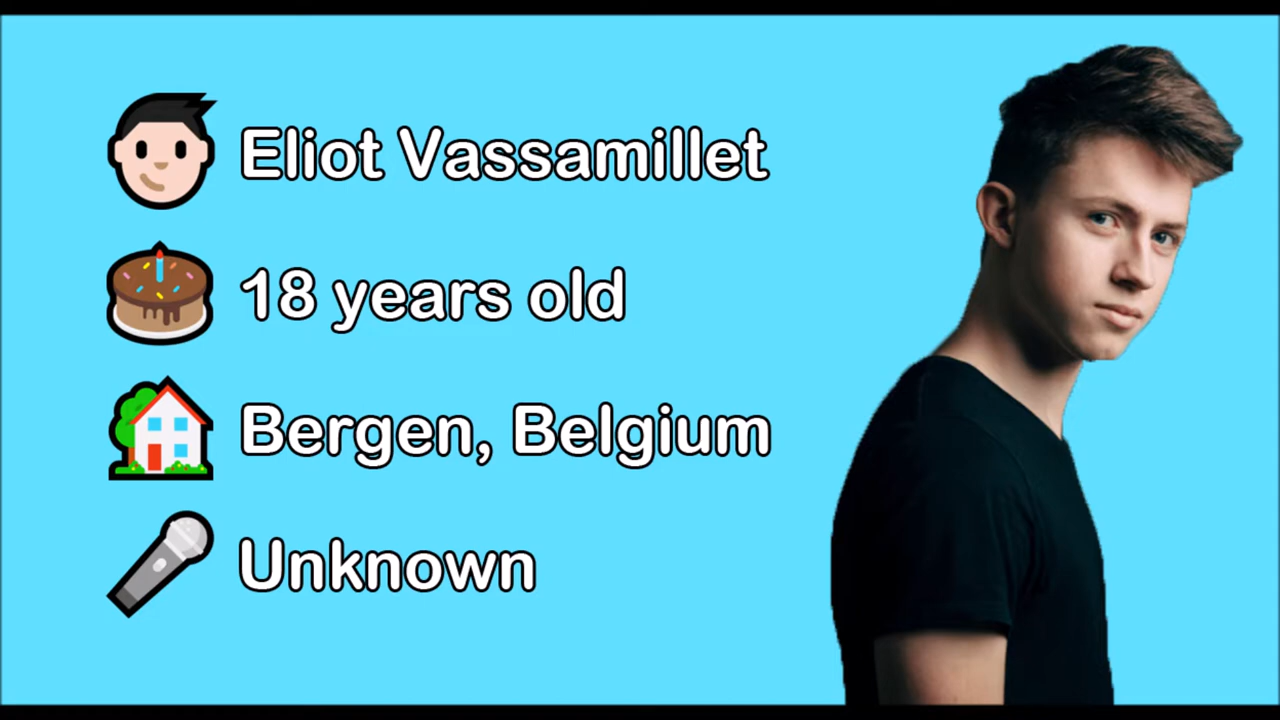 Eliot Vassamillet
18 years old
Bergen, Belgium
Unknown